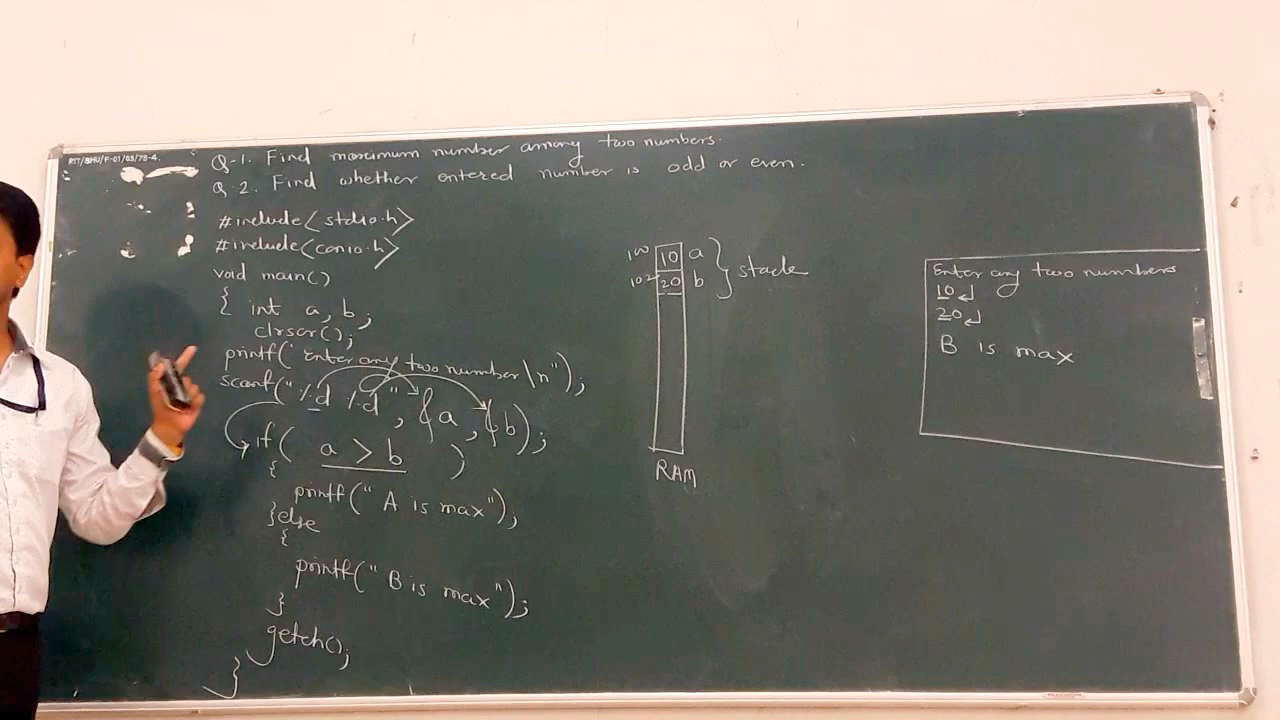 RIT/BHU/F-01/03/78-4.
Q-1. Find maximum number among two numbers.
Q.2. Find whether entered number is odd or even.
#include<stdio.h>
#include<conio.h>
void main()
{ int a, b;
clrscr();
printf("Enter any two number\n");
scanf("%d %d", &a, &b);
if( a > b )
{
printf("A is max");
}else
{
printf("B is max");
}
getch();
}
100 10 a
102 20 b
} stack
RAM
Enter any two numbers
10↲
20↲
B is max